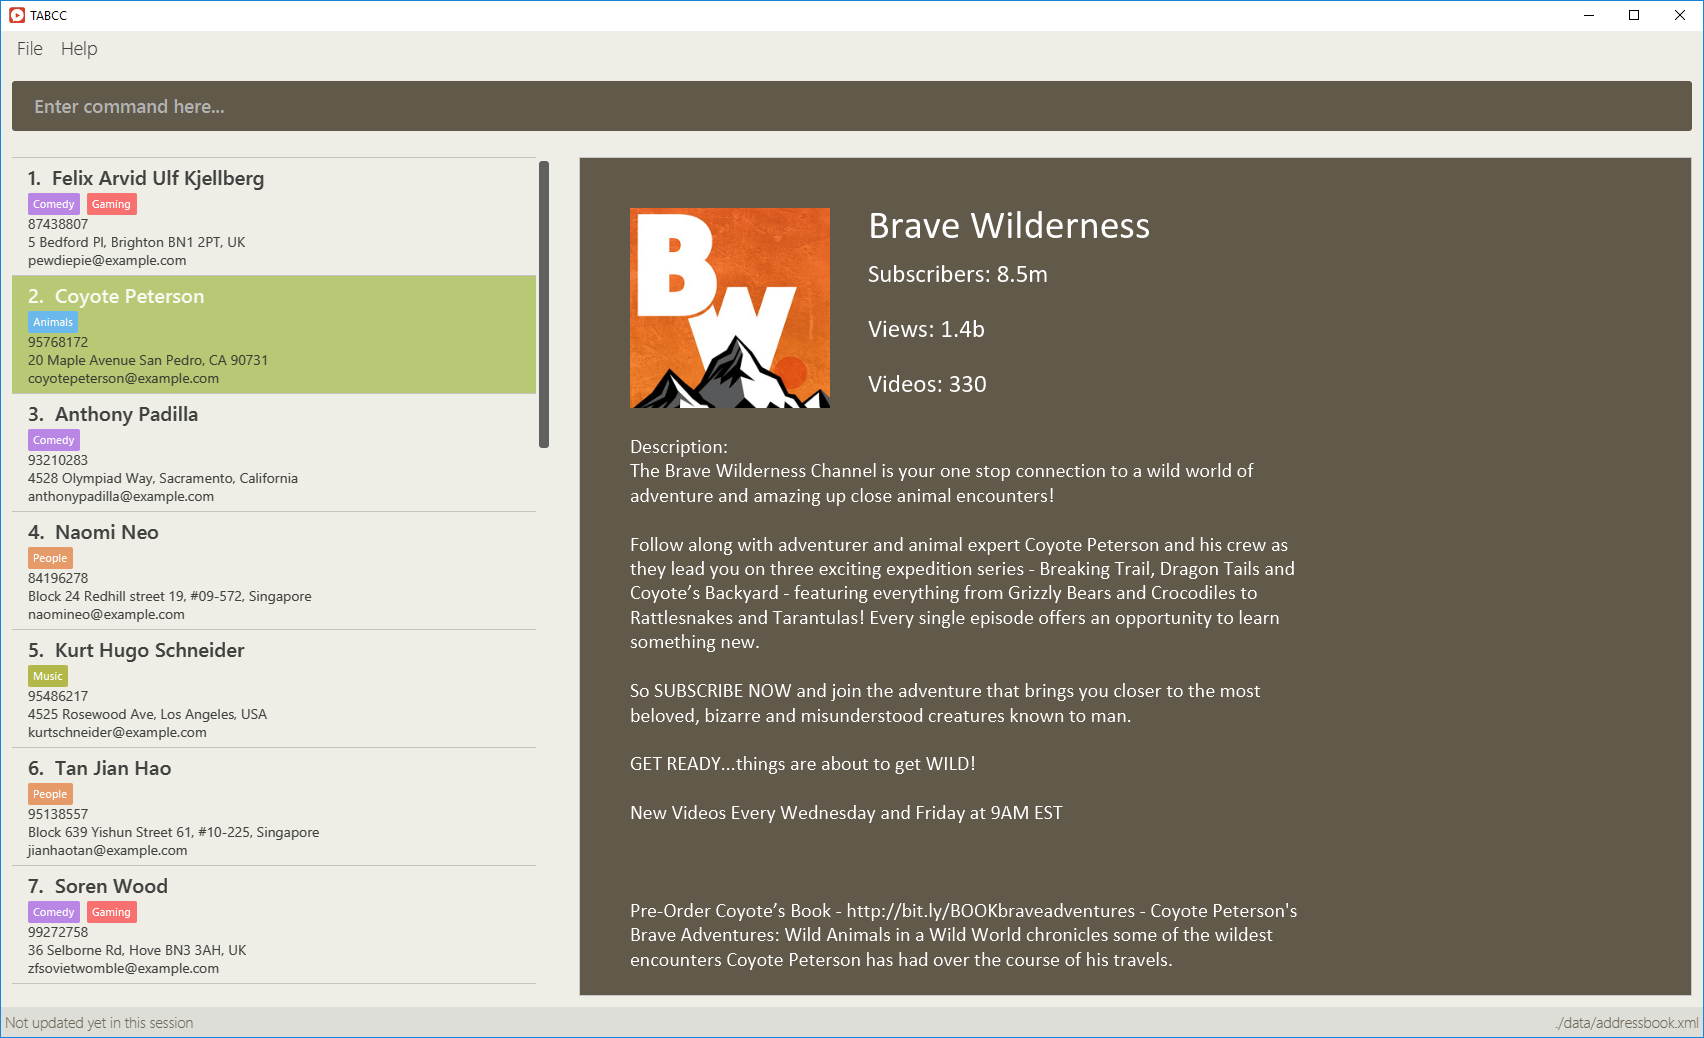 TABCC
File Help
Enter command here...
1. Felix Arvid Ulf Kjellberg
Comedy Gaming
87438807
5 Bedford Pl, Brighton BN1 2PT, UK
pewdiepie@example.com
2. Coyote Peterson
Animals
95768172
20 Maple Avenue San Pedro, CA 90731
coyotepeterson@example.com
3. Anthony Padilla
Comedy
93210283
4528 Olympiad Way, Sacramento, California
anthonypadilla@example.com
4. Naomi Neo
People
84196278
Block 24 Redhill street 19, #09-572, Singapore
naomineo@example.com
5. Kurt Hugo Schneider
Music
95486217
4525 Rosewood Ave, Los Angeles, USA
kurtschneider@example.com
6. Tan Jian Hao
People
95138557
Block 639 Yishun Street 61, #10-225, Singapore
jianhaotan@example.com
7. Soren Wood
Comedy Gaming
99272758
36 Selborne Rd, Hove BN3 3AH, UK
zfsovietwomble@example.com
BW
Brave Wilderness
Subscribers: 8.5m
Views: 1.4b
Videos: 330
Description:
The Brave Wilderness Channel is your one stop connection to a wild world of
adventure and amazing up close animal encounters!
Follow along with adventurer and animal expert Coyote Peterson and his crew as
they lead you on three exciting expedition series - Breaking Trail, Dragon Tails and
Coyote’s Backyard - featuring everything from Grizzly Bears and Crocodiles to
Rattlesnakes and Tarantulas! Every single episode offers an opportunity to learn
something new.
So SUBSCRIBE NOW and join the adventure that brings you closer to the most
beloved, bizarre and misunderstood creatures known to man.
GET READY...things are about to get WILD!
New Videos Every Wednesday and Friday at 9AM EST
Pre-Order Coyote’s Book - http://bit.ly/BOOKbraveadventures - Coyote Peterson's
Brave Adventures: Wild Animals in a Wild World chronicles some of the wildest
encounters Coyote Peterson has had over the course of his travels.
Not updated yet in this session
./data/addressbook.xml